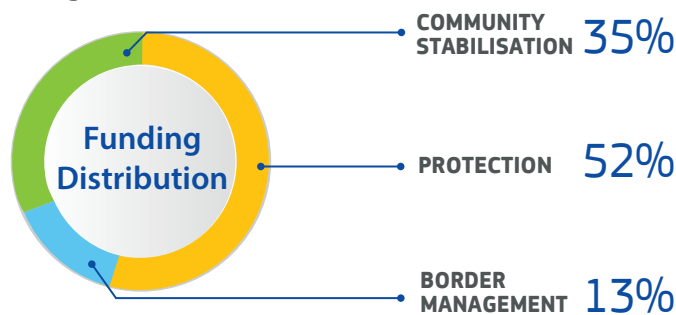 Funding
Distribution
COMMUNITY
STABILISATION 35%
PROTECTION 52%
BORDER
MANAGEMENT 13%